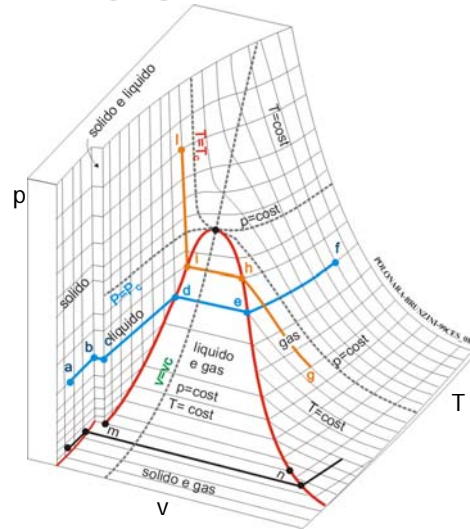 solido e liquido
p
solido
a
b
c
liquido
P=Pc
l
T=Tc
T=cost
p=cost
i
h
d
e
f
gas
g
p=cost
T=cost
liquido
e gas
p=cost
T= cost
v=vc
m
n
solido e gas
v
T